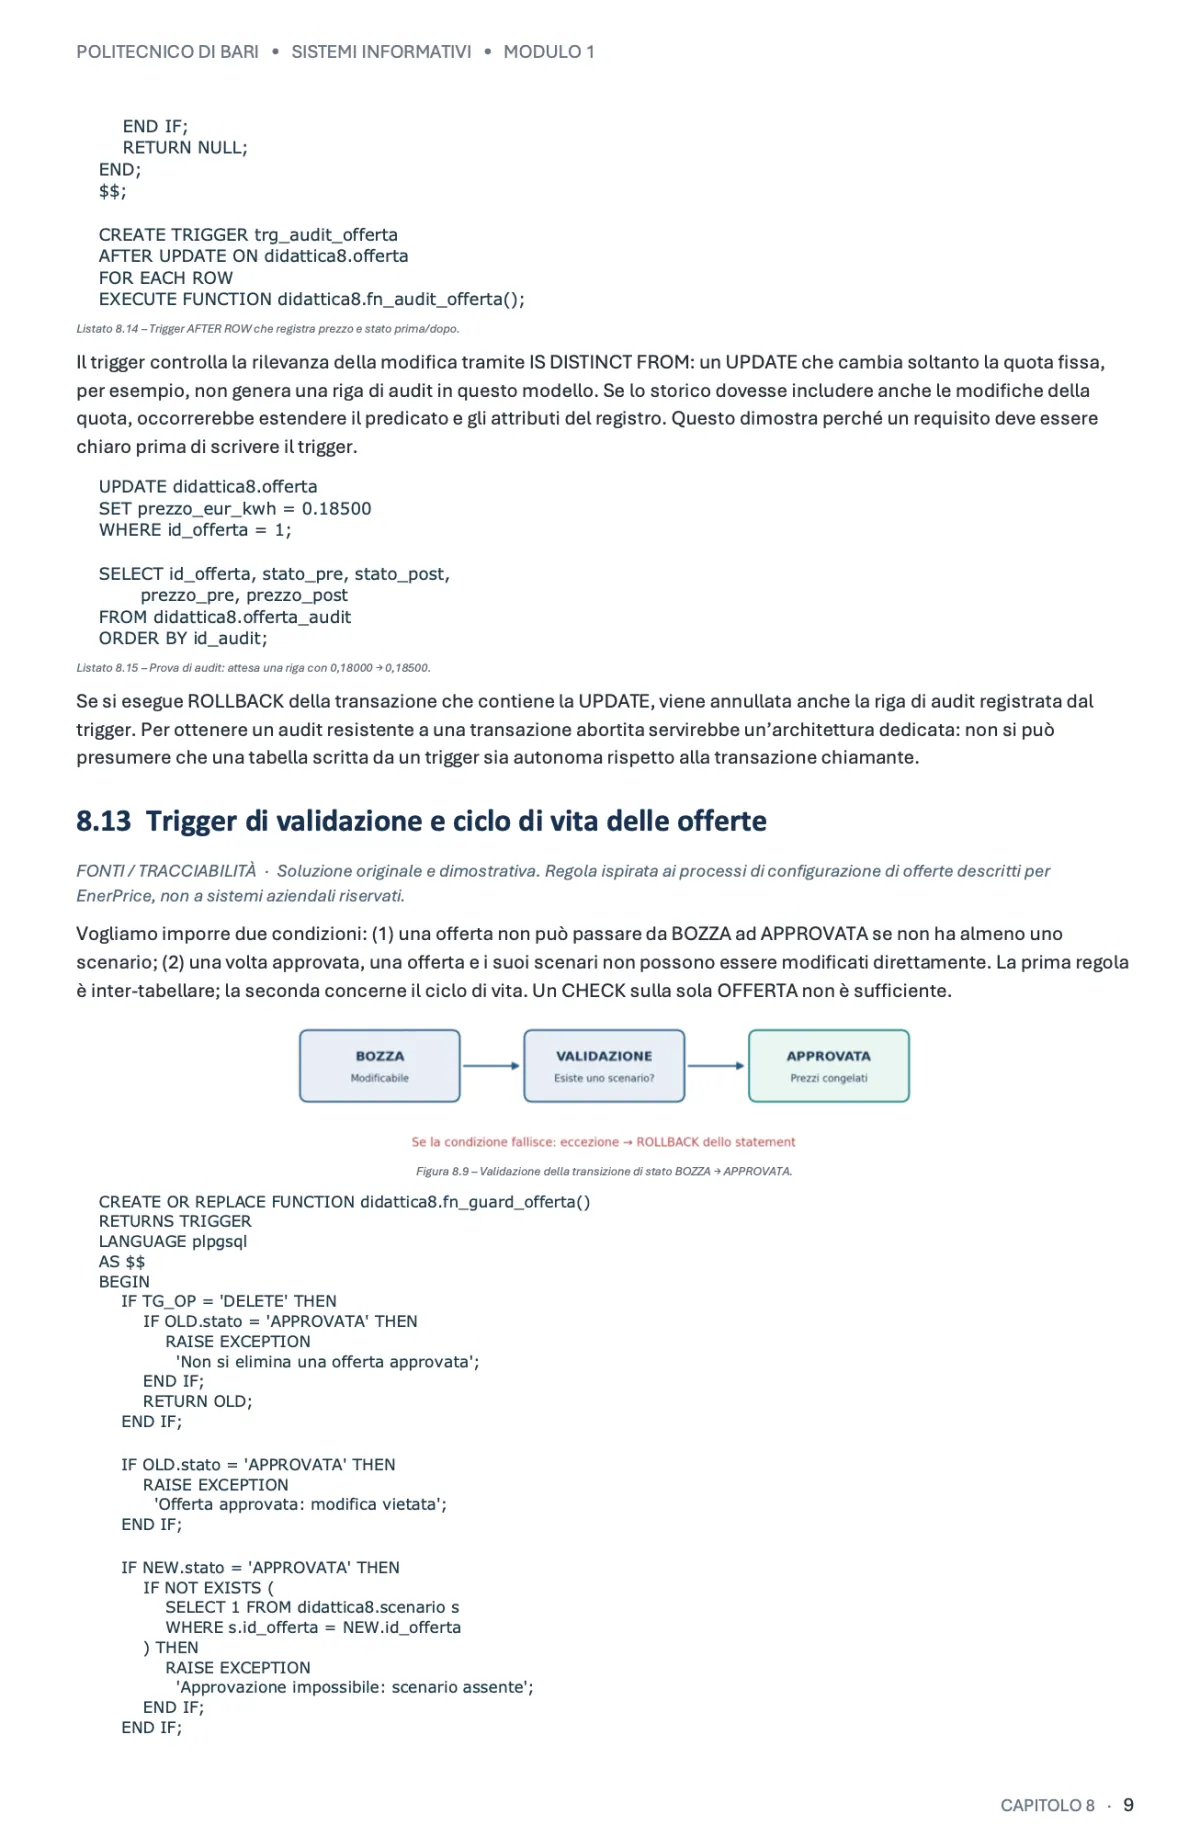 POLITECNICO DI BARI • SISTEMI INFORMATIVI • MODULO 1
END IF;
RETURN NULL;
END;
$$;
CREATE TRIGGER trg_audit_offerta
AFTER UPDATE ON didattica8.offerta
FOR EACH ROW
EXECUTE FUNCTION didattica8.fn_audit_offerta();
Listato 8.14 – Trigger AFTER ROW che registra prezzo e stato prima/dopo.
Il trigger controlla la rilevanza della modifica tramite IS DISTINCT FROM: un UPDATE che cambia soltanto la quota fissa,
per esempio, non genera una riga di audit in questo modello. Se lo storico dovesse includere anche le modifiche della
quota, occorrerebbe estendere il predicato e gli attributi del registro. Questo dimostra perché un requisito deve essere
chiaro prima di scrivere il trigger.
UPDATE didattica8.offerta
SET prezzo_eur_kwh = 0.18500
WHERE id_offerta = 1;
SELECT id_offerta, stato_pre, stato_post,
prezzo_pre, prezzo_post
FROM didattica8.offerta_audit
ORDER BY id_audit;
Listato 8.15 – Prova di audit: attesa una riga con 0,18000 → 0,18500.
Se si esegue ROLLBACK della transazione che contiene la UPDATE, viene annullata anche la riga di audit registrata dal
trigger. Per ottenere un audit resistente a una transazione abortita servirebbe un’architettura dedicata: non si può
presumere che una tabella scritta da un trigger sia autonoma rispetto alla transazione chiamante.
8.13 Trigger di validazione e ciclo di vita delle offerte
FONTI / TRACCIABILITÀ · Soluzione originale e dimostrativa. Regola ispirata ai processi di configurazione di offerte descritti per
EnerPrice, non a sistemi aziendali riservati.
Vogliamo imporre due condizioni: (1) una offerta non può passare da BOZZA ad APPROVATA se non ha almeno uno
scenario; (2) una volta approvata, una offerta e i suoi scenari non possono essere modificati direttamente. La prima regola
è inter-tabellare; la seconda concerne il ciclo di vita. Un CHECK sulla sola OFFERTA non è sufficiente.
BOZZA
Modificabile
VALIDAZIONE
Esiste uno scenario?
APPROVATA
Prezzi congelati
Se la condizione fallisce: eccezione → ROLLBACK dello statement
Figura 8.9 – Validazione della transizione di stato BOZZA → APPROVATA.
CREATE OR REPLACE FUNCTION didattica8.fn_guard_offerta()
RETURNS TRIGGER
LANGUAGE plpgsql
AS $$
BEGIN
IF TG_OP = 'DELETE' THEN
IF OLD.stato = 'APPROVATA' THEN
RAISE EXCEPTION
'Non si elimina una offerta approvata';
END IF;
RETURN OLD;
END IF;
IF OLD.stato = 'APPROVATA' THEN
RAISE EXCEPTION
'Offerta approvata: modifica vietata';
END IF;
IF NEW.stato = 'APPROVATA' THEN
IF NOT EXISTS (
SELECT 1 FROM didattica8.scenario s
WHERE s.id_offerta = NEW.id_offerta
) THEN
RAISE EXCEPTION
'Approvazione impossibile: scenario assente';
END IF;
END IF;
CAPITOLO 8 · 9